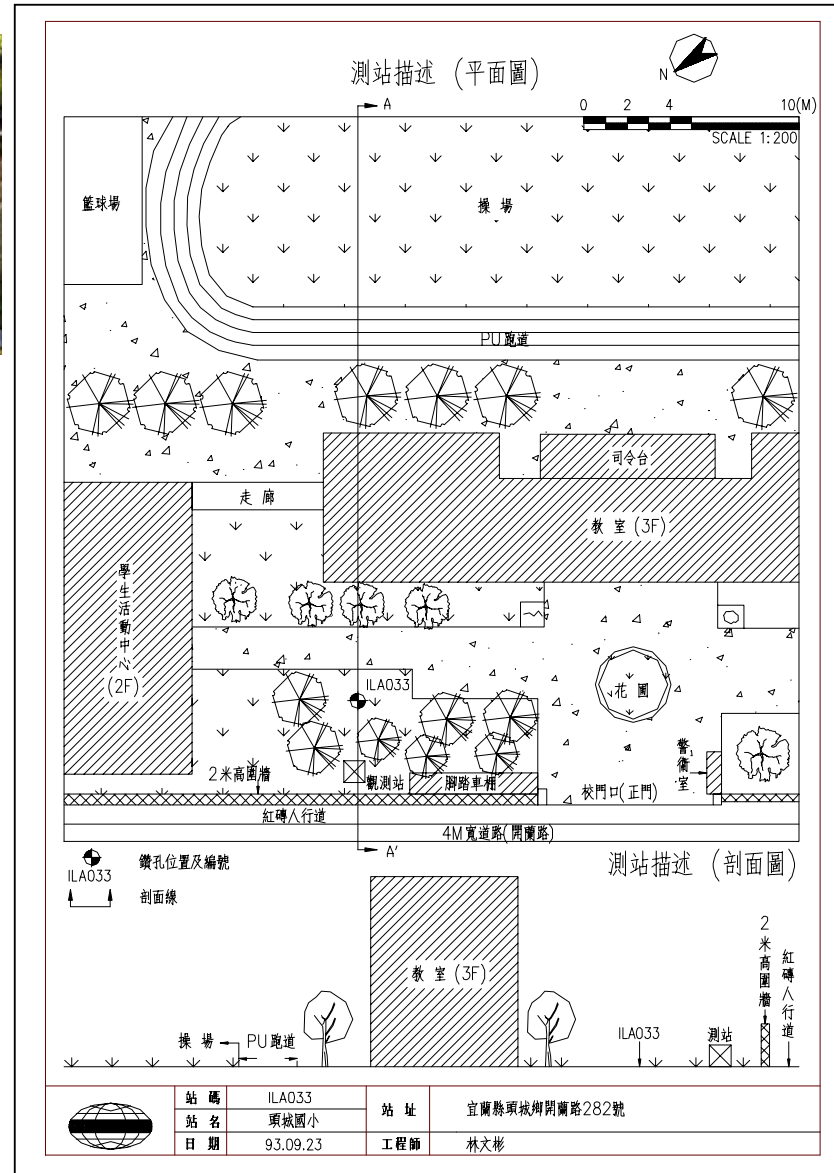 測站描述 (平面圖)
N
A
0 2 4 10(M)
SCALE 1:200
籃球場
操場
PU跑道
司令台
走廊
教室(3F)
學生活動中心
(2F)
ILA033
花圃
警衛室
2米高圍牆
觀測站
腳踏車棚
校門口(正門)
紅磚人行道
4M寬道路(開蘭路)
A'
測站描述 (剖面圖)
ILA033
鑽孔位置及編號
剖面線
教室(3F)
2米高圍牆
紅磚人行道
操場
PU跑道
ILA033
測站
站碼 ILA033
站名 頭城國小
日期 93.09.23
站址 宜蘭縣頭城鄉開蘭路282號
工程師 林文彬